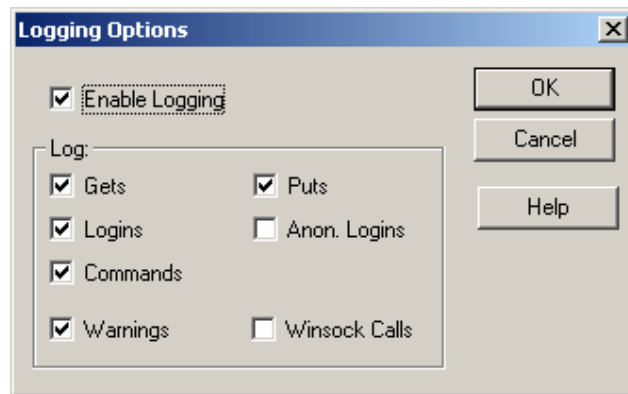 Logging Options
Enable Logging
OK
Cancel
Help
Log:
Gets
Puts
Logins
Anon. Logins
Commands
Warnings
Winsock Calls